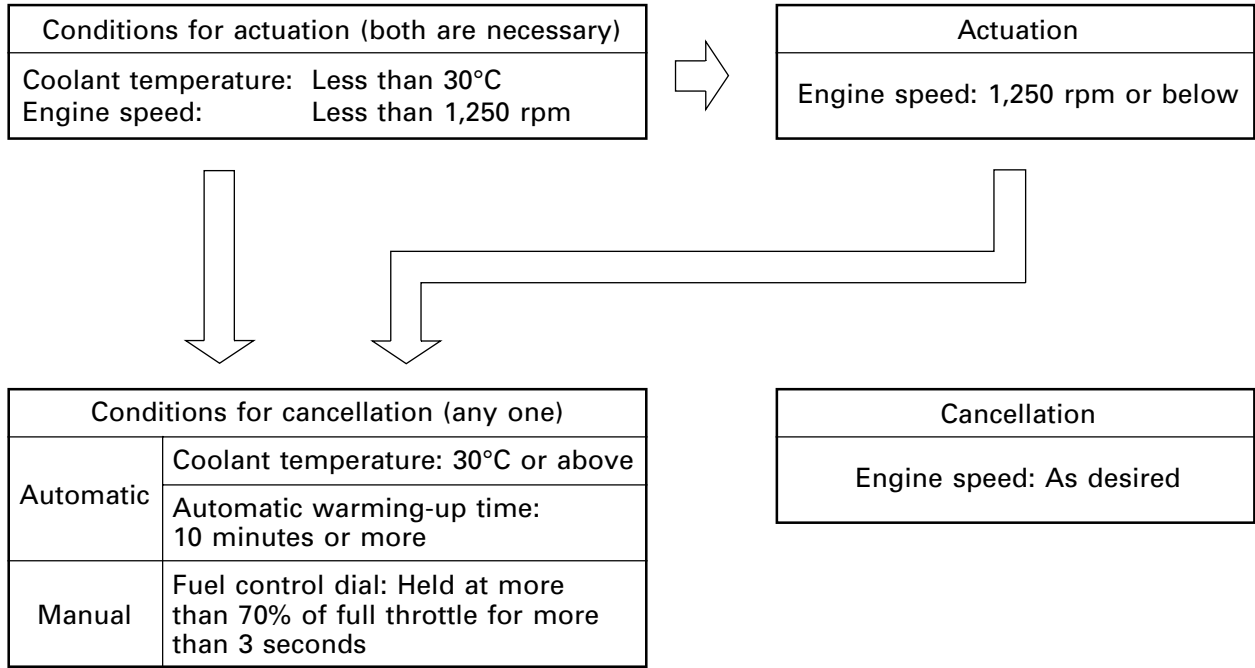 Conditions for actuation (both are necessary)
Coolant temperature: Less than 30°C
Engine speed: Less than 1,250 rpm
Actuation
Engine speed: 1,250 rpm or below
Conditions for cancellation (any one)
Automatic
Coolant temperature: 30°C or above
Automatic warming-up time:
10 minutes or more
Manual
Fuel control dial: Held at more
than 70% of full throttle for more
than 3 seconds
Cancellation
Engine speed: As desired